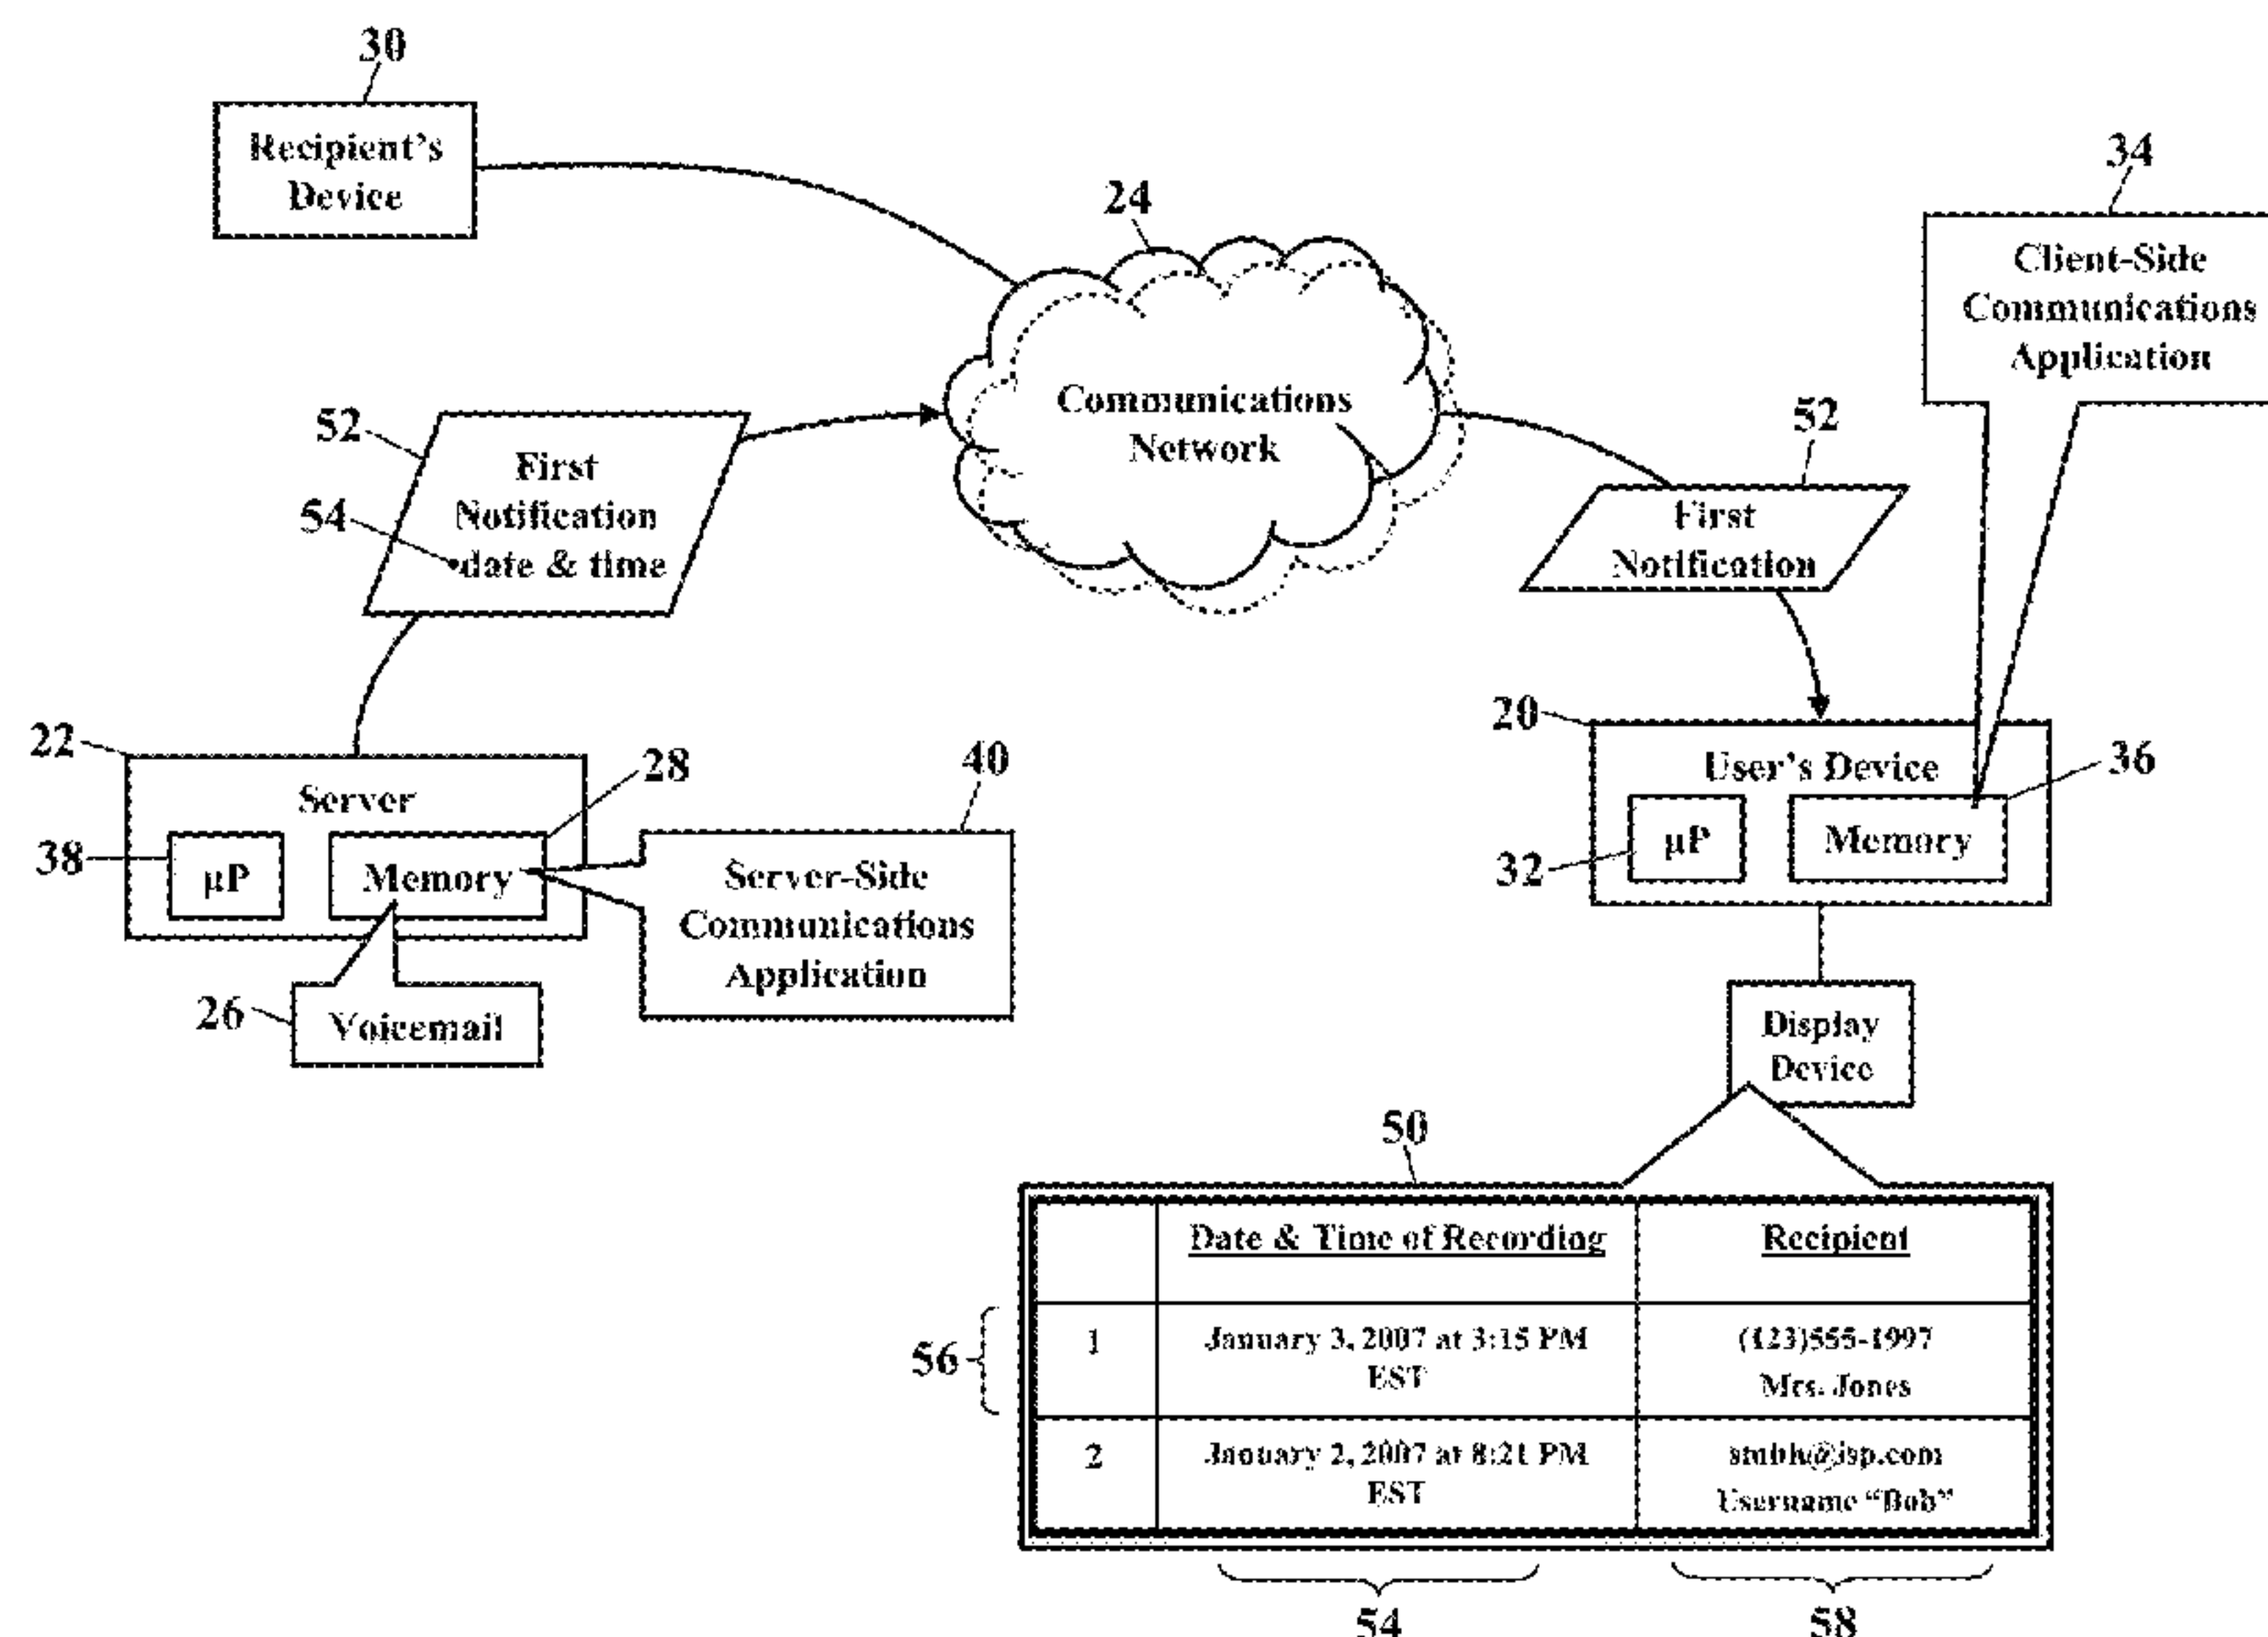 30
Recipient's
Device
34
Client-Side
Communications
Application
24
Communications
Network
52
First
Notification
54
•date & time
52
First
Notification
22
Server
28
38
µP
Memory
40
Server-Side
Communications
Application
26
Voicemail
20
User's Device
36
32
µP
Memory
Display
Device
50
Date & Time of Recording
Recipient
56
1
January 3, 2007 at 3:15 PM
EST
(123)555-1997
Mrs. Jones
2
January 2, 2007 at 8:21 PM
EST
Username "Bob"
54
58